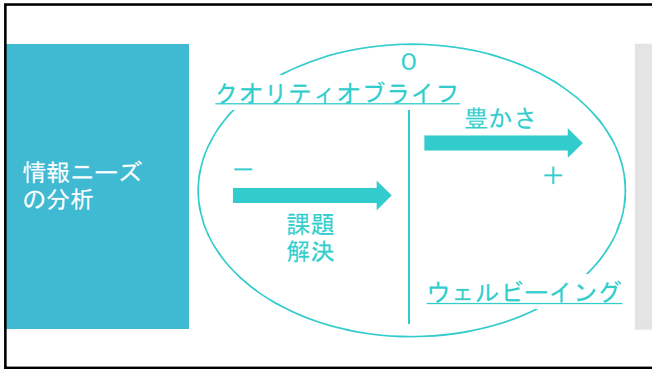 情報ニーズ
の分析
0
クオリティオブライフ
豊かさ
－
＋
課題
解決
ウェルビーイング